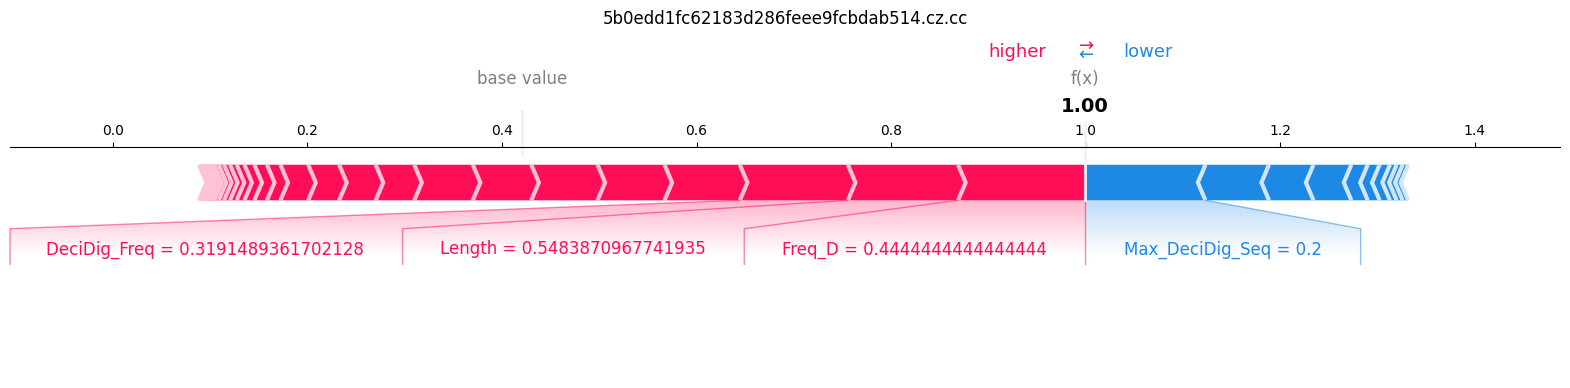 5b0edd1fc62183d286feee9fcbdab514.cz.cc
higher ⇄ lower
base value f(x)
1.00
0.0 0.2 0.4 0.6 0.8 1.0 1.2 1.4
DeciDig_Freq = 0.3191489361702128 Length = 0.5483870967741935 Freq_D = 0.4444444444444444 Max_DeciDig_Seq = 0.2